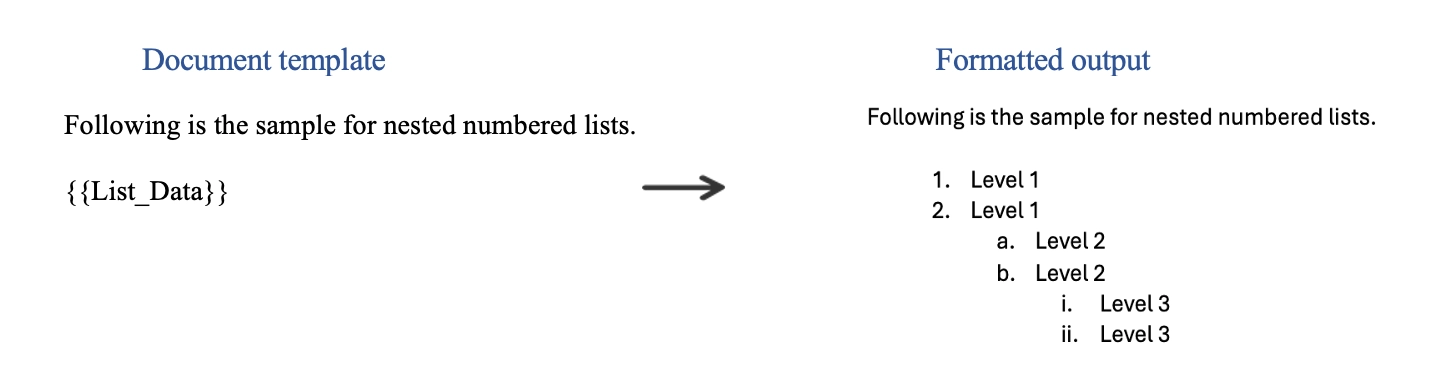 Document template
Following is the sample for nested numbered lists.
{{List_Data}}
Formatted output
Following is the sample for nested numbered lists.
1. Level 1
2. Level 1
a. Level 2
b. Level 2
i. Level 3
ii. Level 3